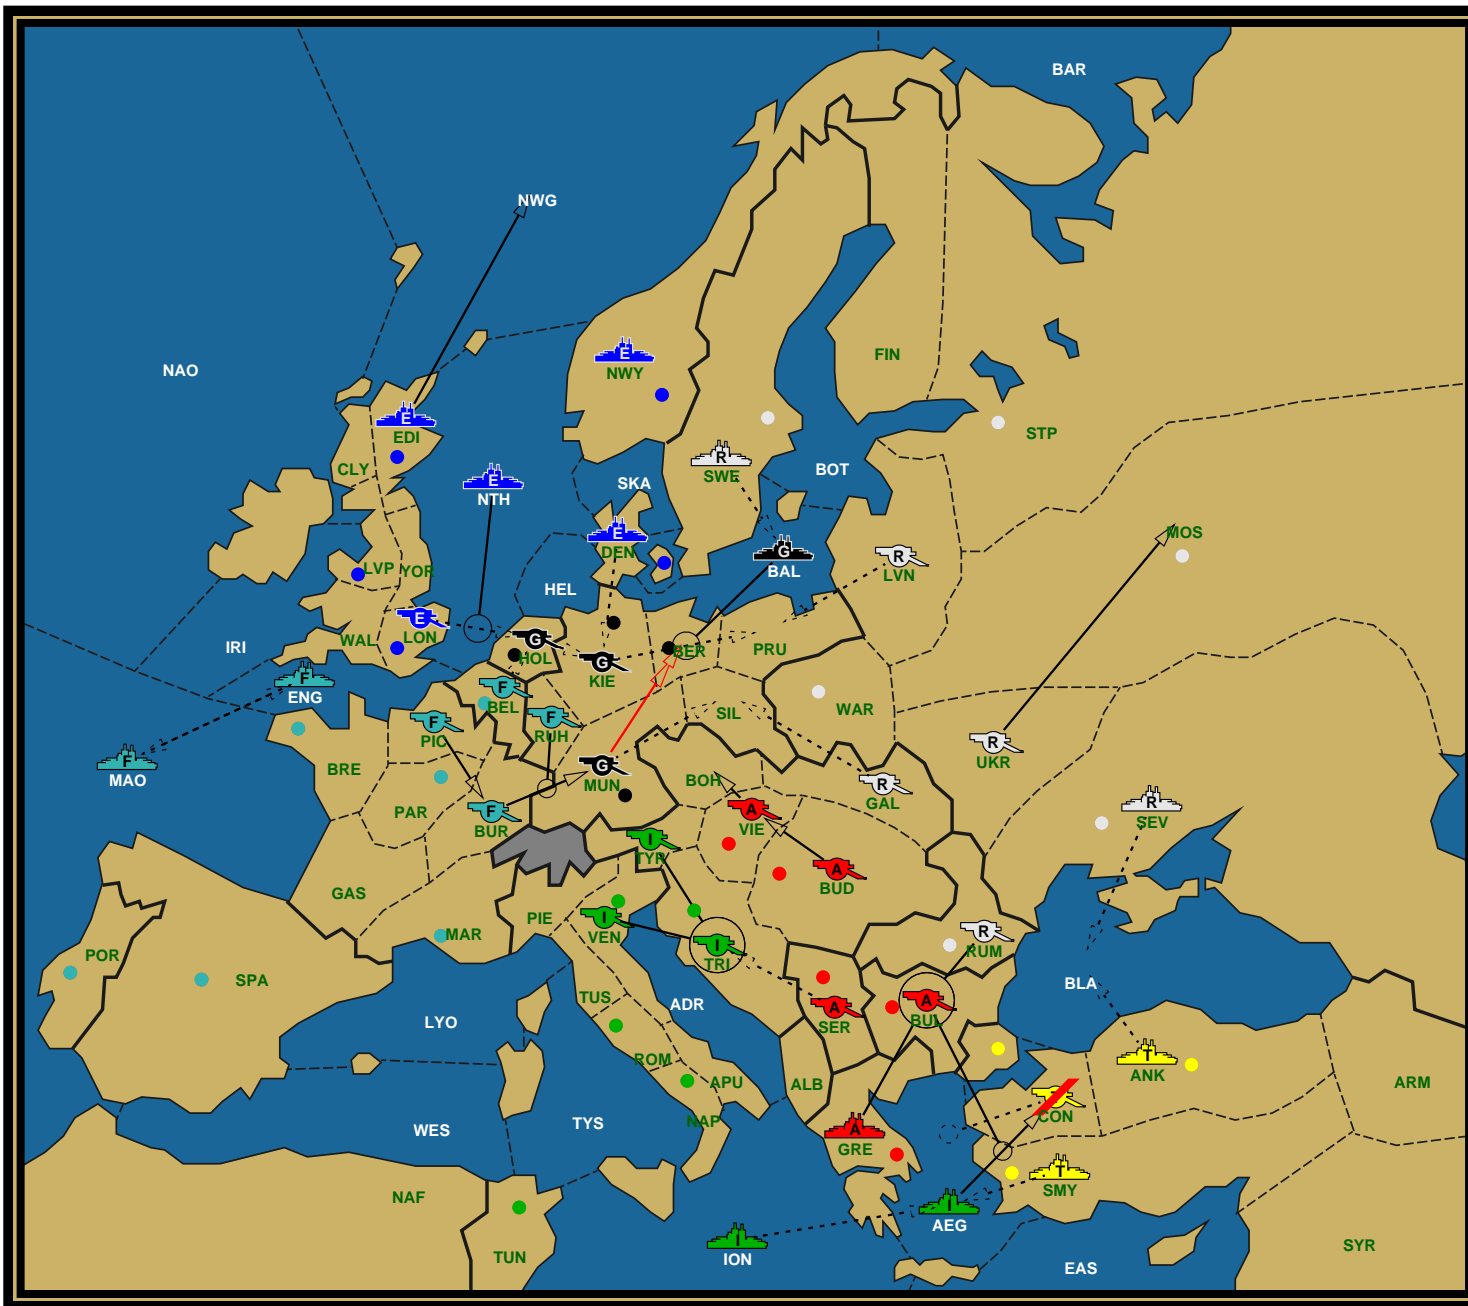 BAR
NWG
NAO
FIN
E
NWY
E
EDI
STP
CLY
R
SWE
BOT
SKA
E
NTH
E
DEN
G
BAL
R
LVN
MOS
LVP
YOR
HEL
E
LON
WAL
IRI
G
HOL
G
KIE
BER
PRU
F
ENG
F
BEL
F
PIC
F
RUH
SIL
WAR
R
UKR
F
MAO
BRE
G
MUN
BOH
R
GAL
PAR
F
BUR
A
VIE
R
SEV
I
TYR
A
BUD
GAS
PIE
I
VEN
MAR
I
TRI
R
RUM
POR
SPA
BLA
TUS
ADR
A
SER
A
BUL
LYO
ROM
APU
ALB
T
ANK
ARM
CON
NAP
WES
TYS
A
GRE
T
SMY
NAF
I
AEG
TUN
I
ION
EAS
SYR